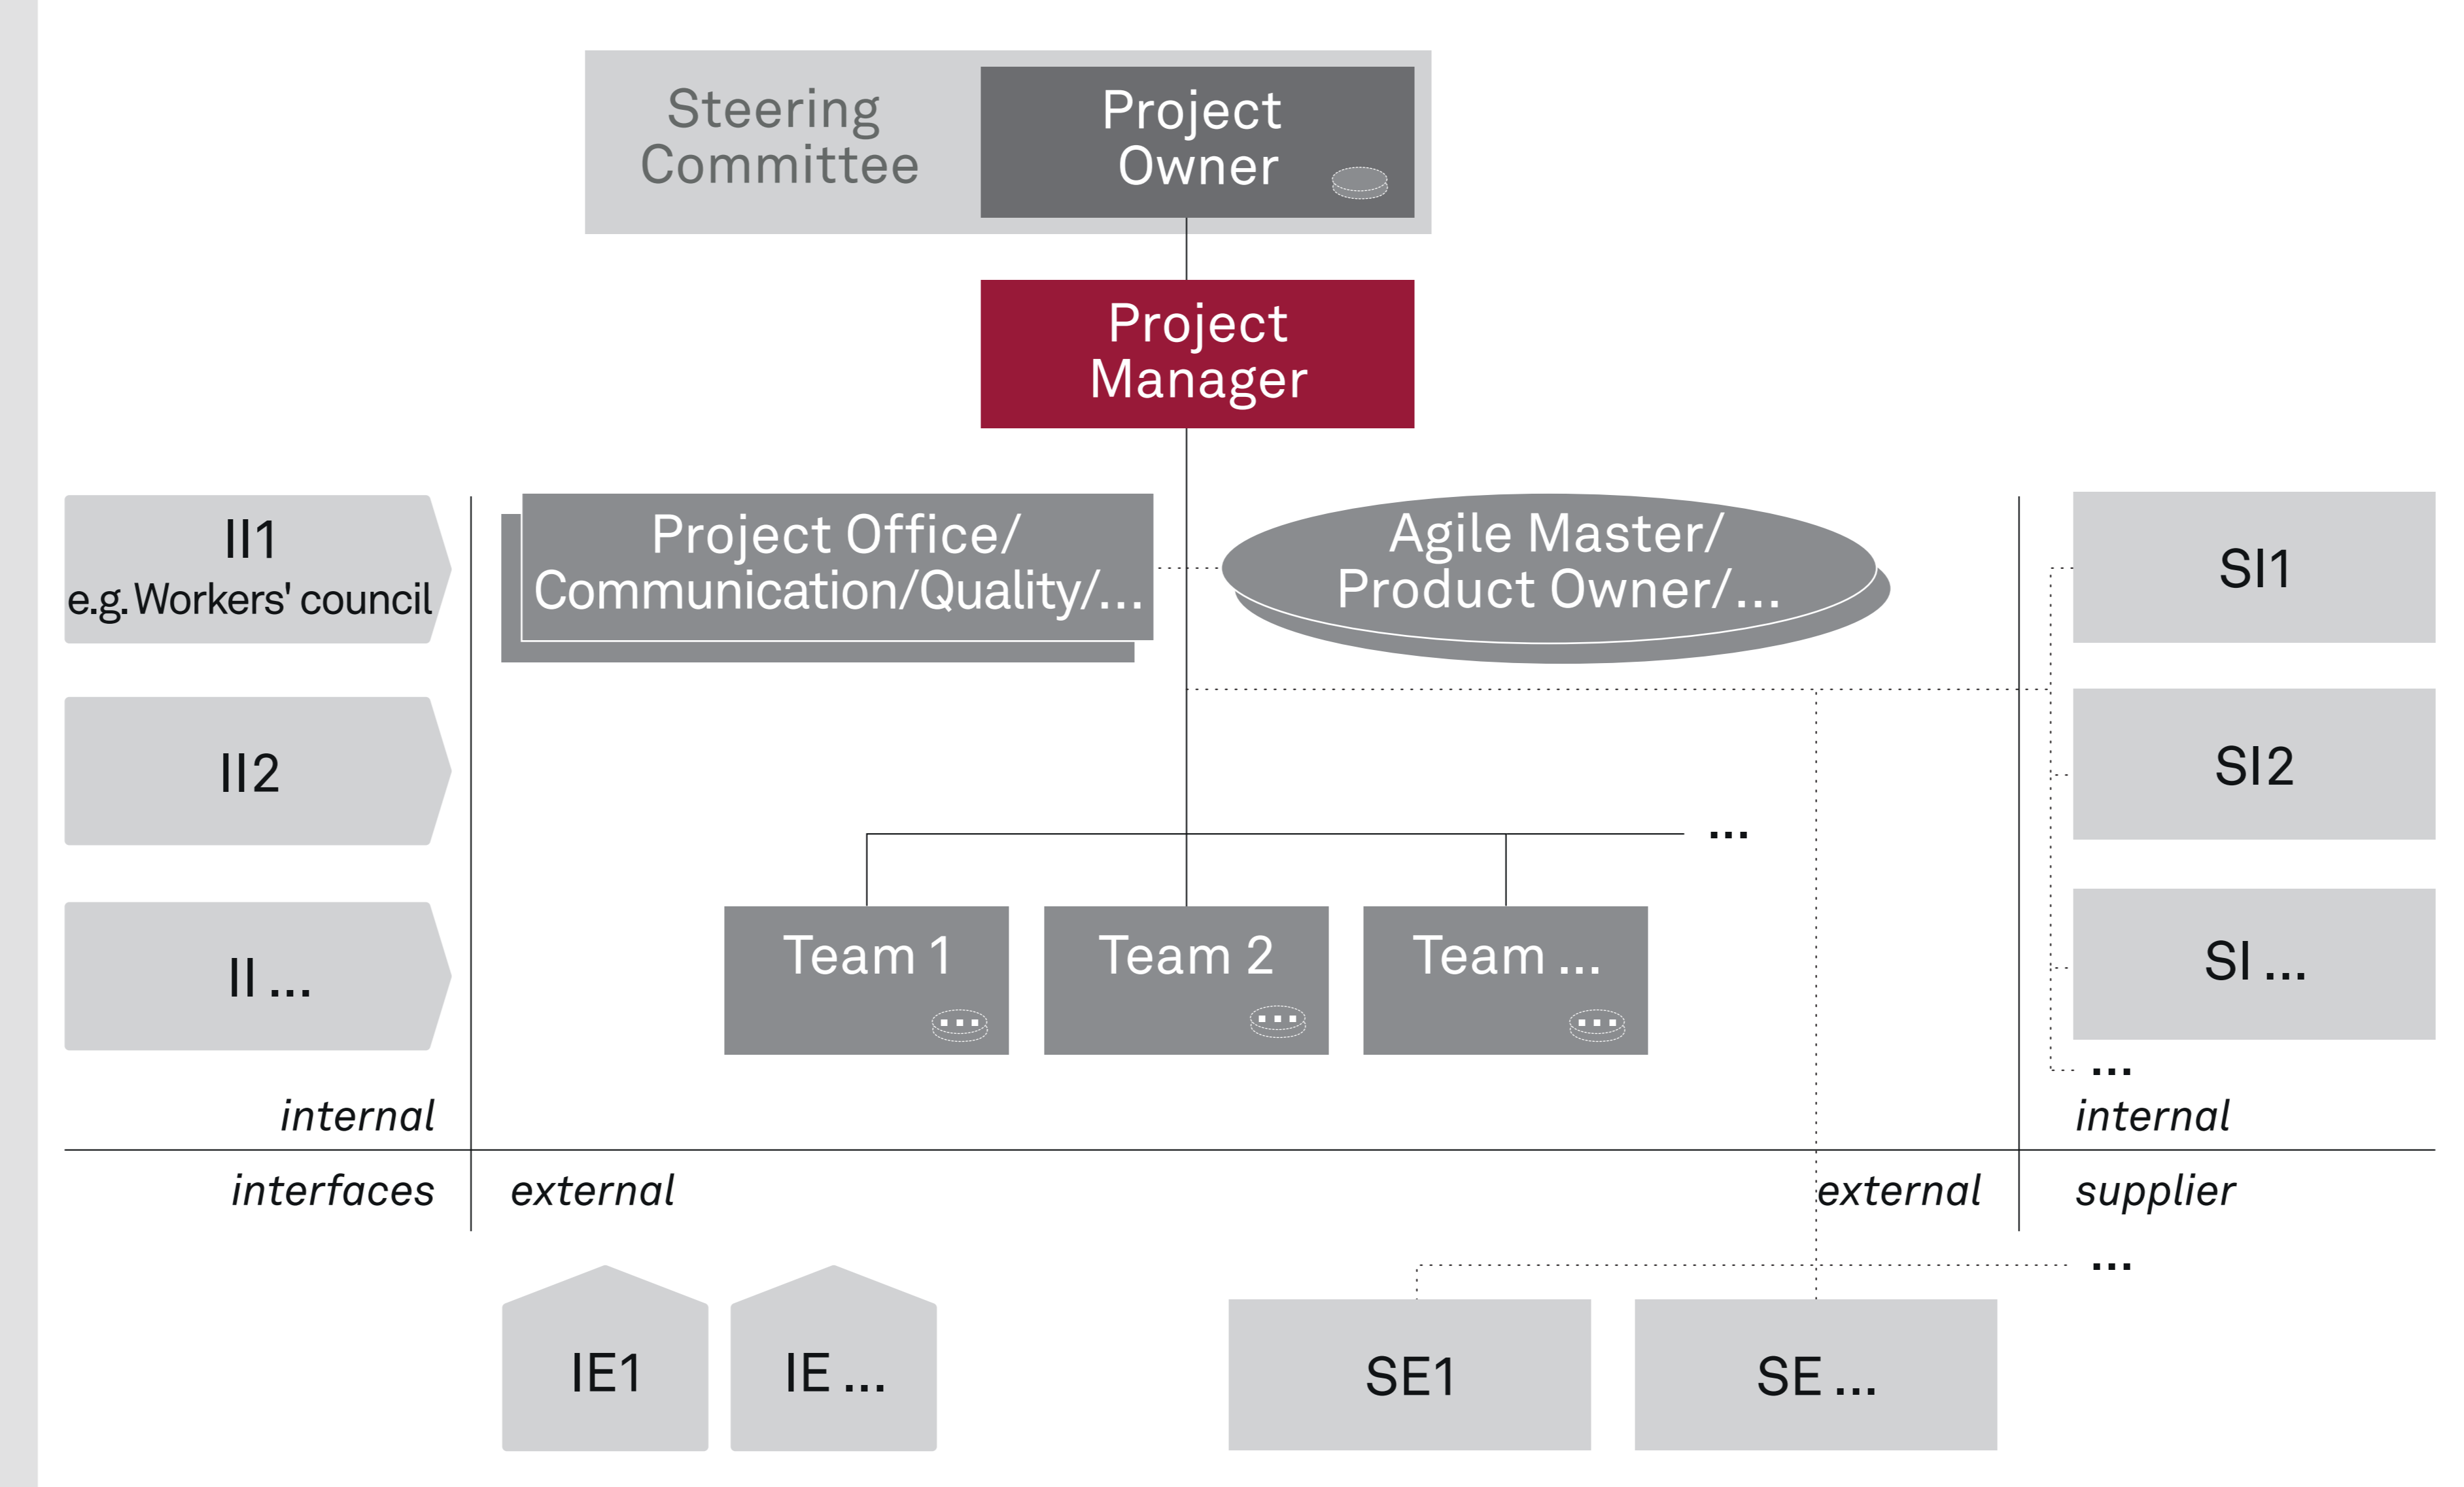 Steering
Committee
Project
Owner
Project
Manager
II1
e.g. Workers' council
Project Office/
Communication/Quality/...
Agile Master/
Product Owner/...
SI1
II2
SI2
...
II ...
Team 1
...
Team 2
...
Team ...
...
SI ...
...
internal
internal
interfaces
external
external
supplier
...
IE1
IE ...
SE1
SE ...